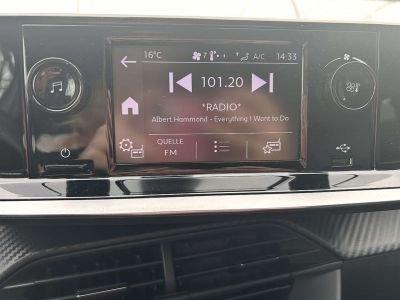 16°C 7 A/C 14:33
101.20
*RADIO*
Albert Hammond - Everything I Want to Do
QUELLE
FM